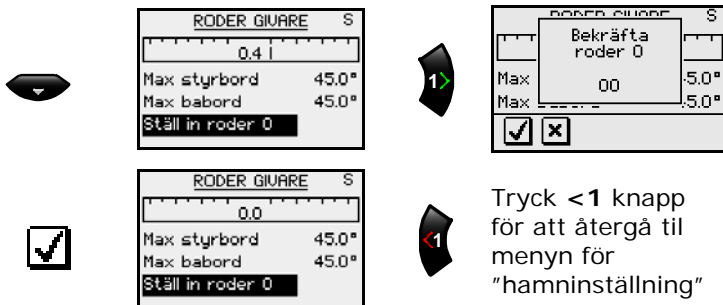 RODER GIVARE S
0.4
Max styrbord 45.0°
Max babord 45.0°
Ställ in roder 0
1>
S
Bekräfta
roder 0
00
Max 5.0°
Max 5.0°
RODER GIVARE S
0.0
Max styrbord 45.0°
Max babord 45.0°
Ställ in roder 0
<1
Tryck <1 knapp
för att återgå til
menyn för
"hamninställning"